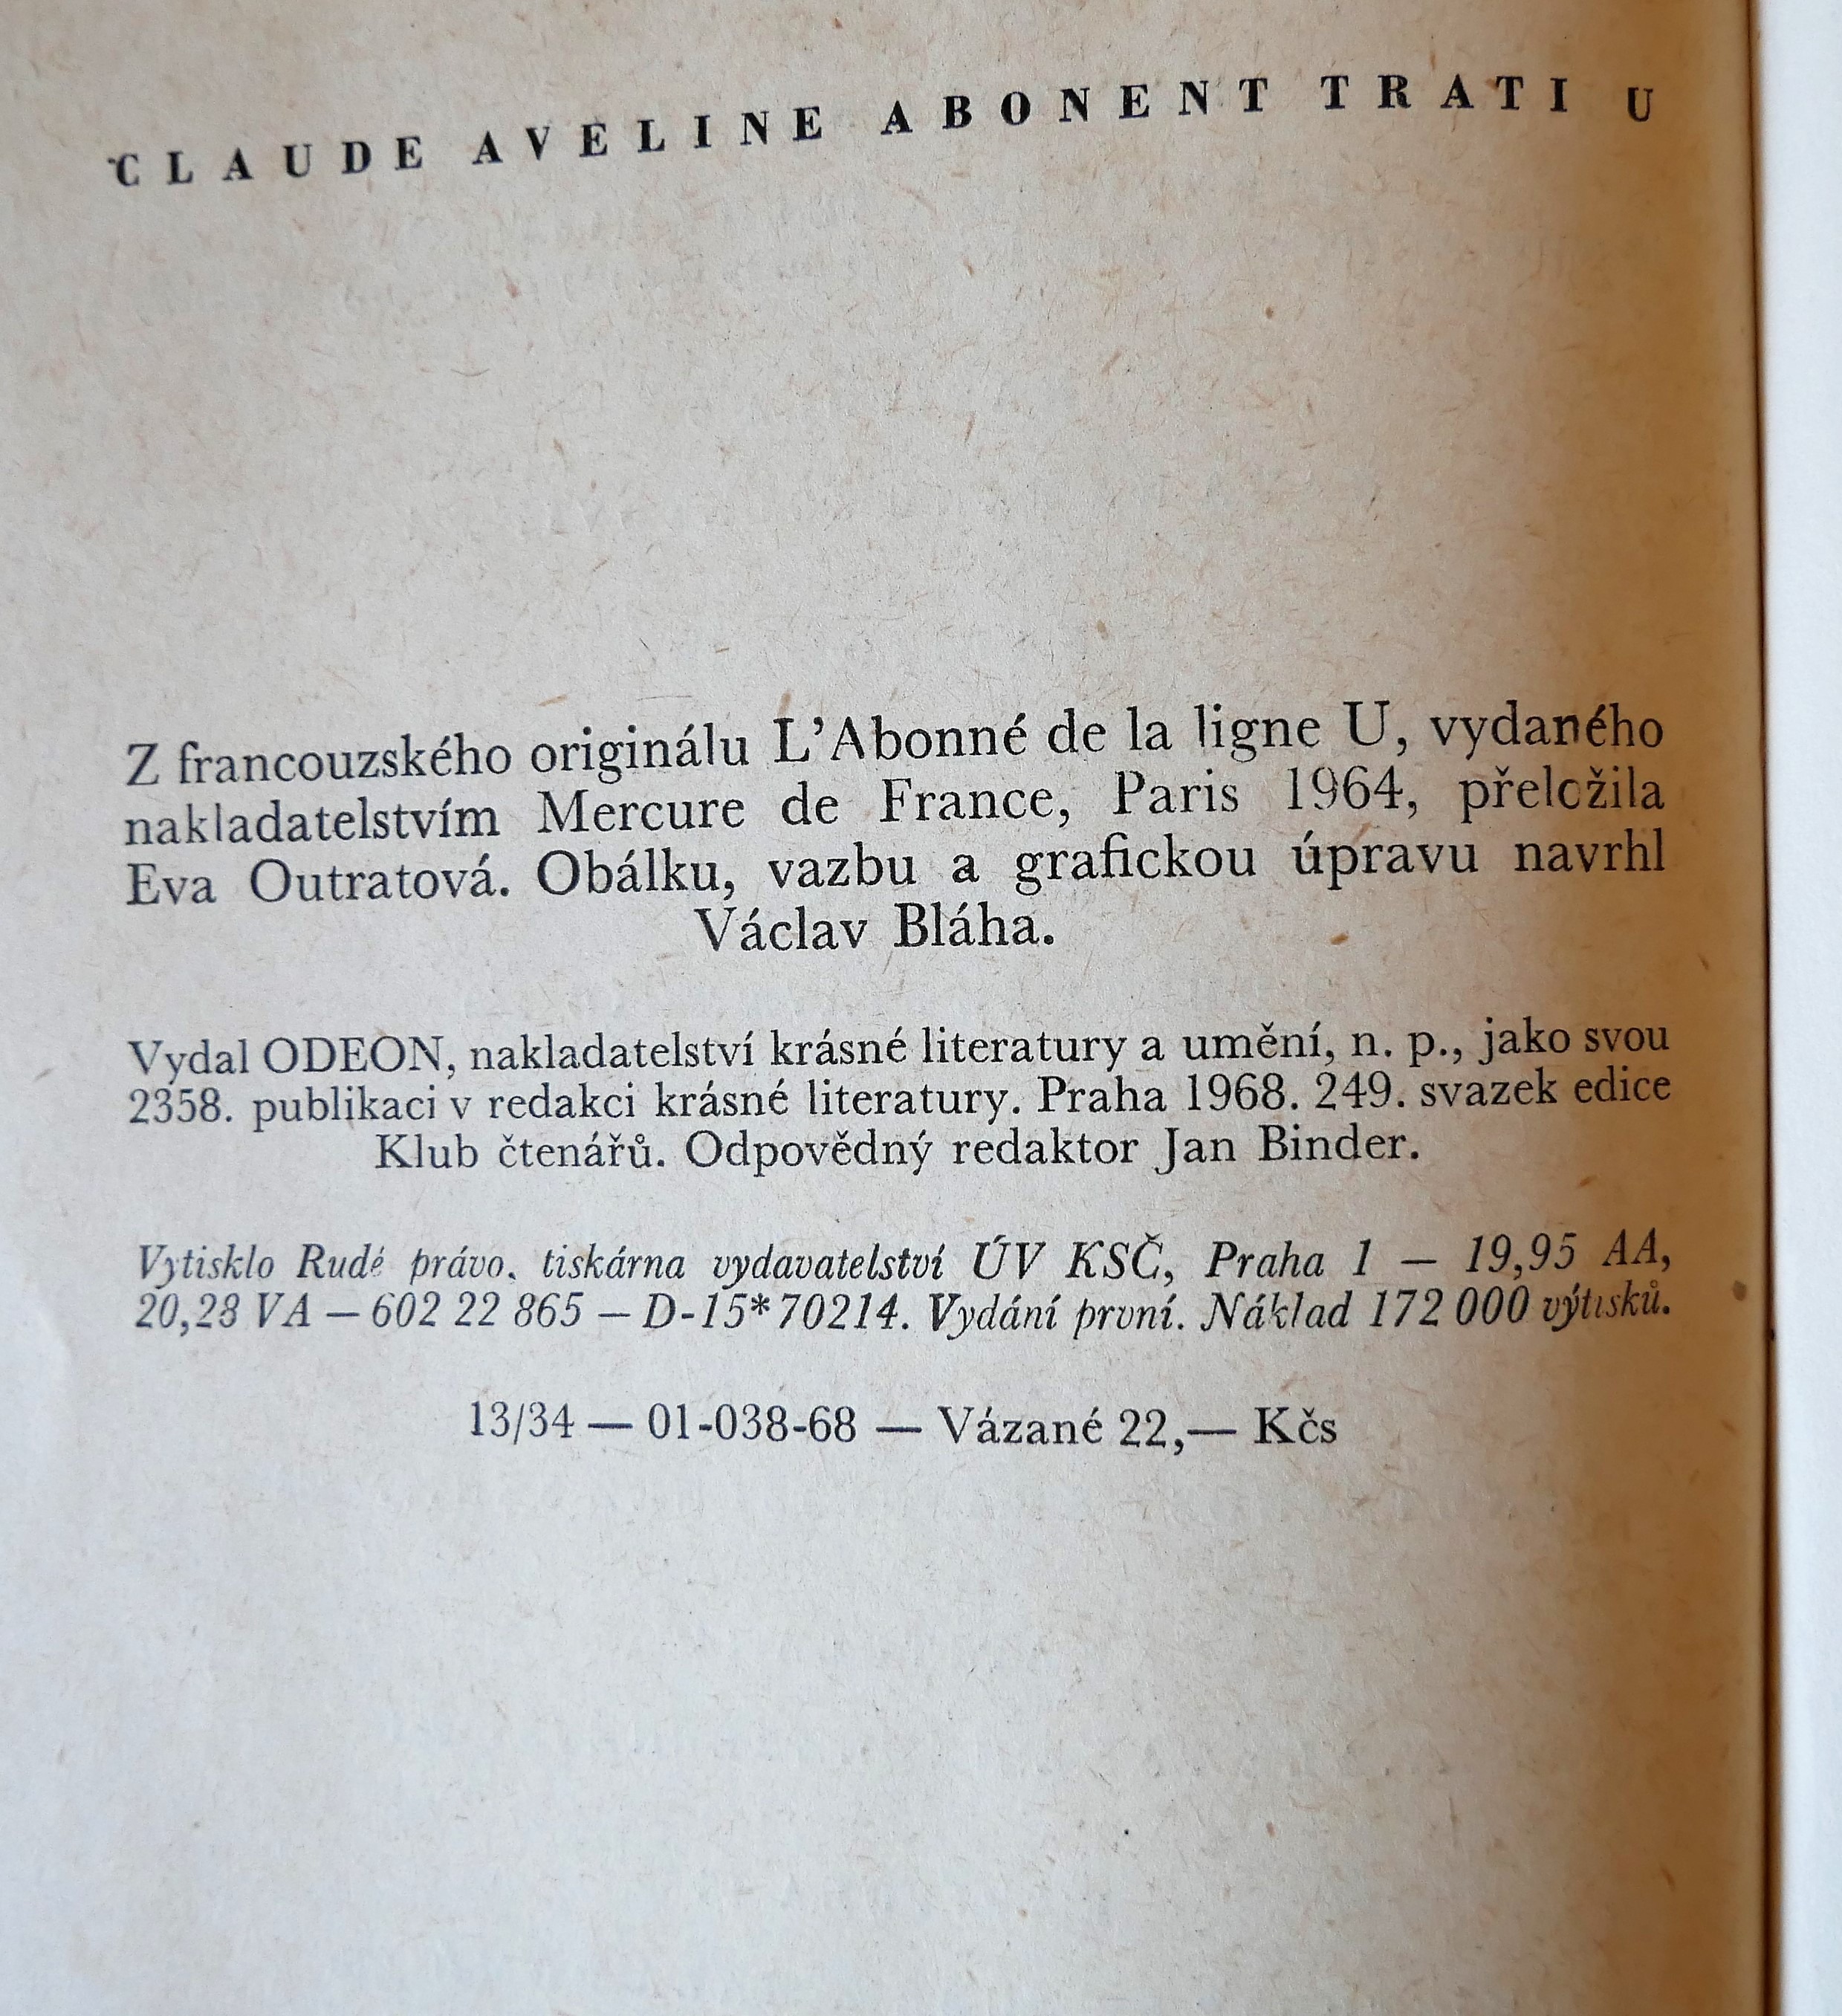 CLAUDE AVELINE ABONENT TRATI U
Z francouzského originálu L’Abonné de la ligne U, vydaného
nakladatelstvím Mercure de France, Paris 1964, přeložila
Eva Outratová. Obálku, vazbu a grafickou úpravu navrhl
Václav Bláha.
Vydal ODEON, nakladatelství krásné literatury a umění, n. p., jako svou
2358. publikaci v redakci krásné literatury. Praha 1968. 249. svazek edice
Klub čtenářů. Odpovědný redaktor Jan Binder.
Vytisklo Rudé právo, tiskárna vydavatelství ÚV KSČ, Praha 1 — 19,95 AA,
20,28 VA — 602 22 865 — D-15*70214. Vydání první. Náklad 172 000 výtisků.
13/34 — 01-038-68 — Vázané 22,— Kčs